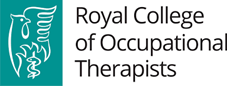 Royal College
of Occupational
Therapists